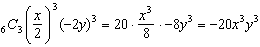 ₆C₃(x/2)³(-2y)³ = 20 · x³/8 · -8y³ = -20x³y³